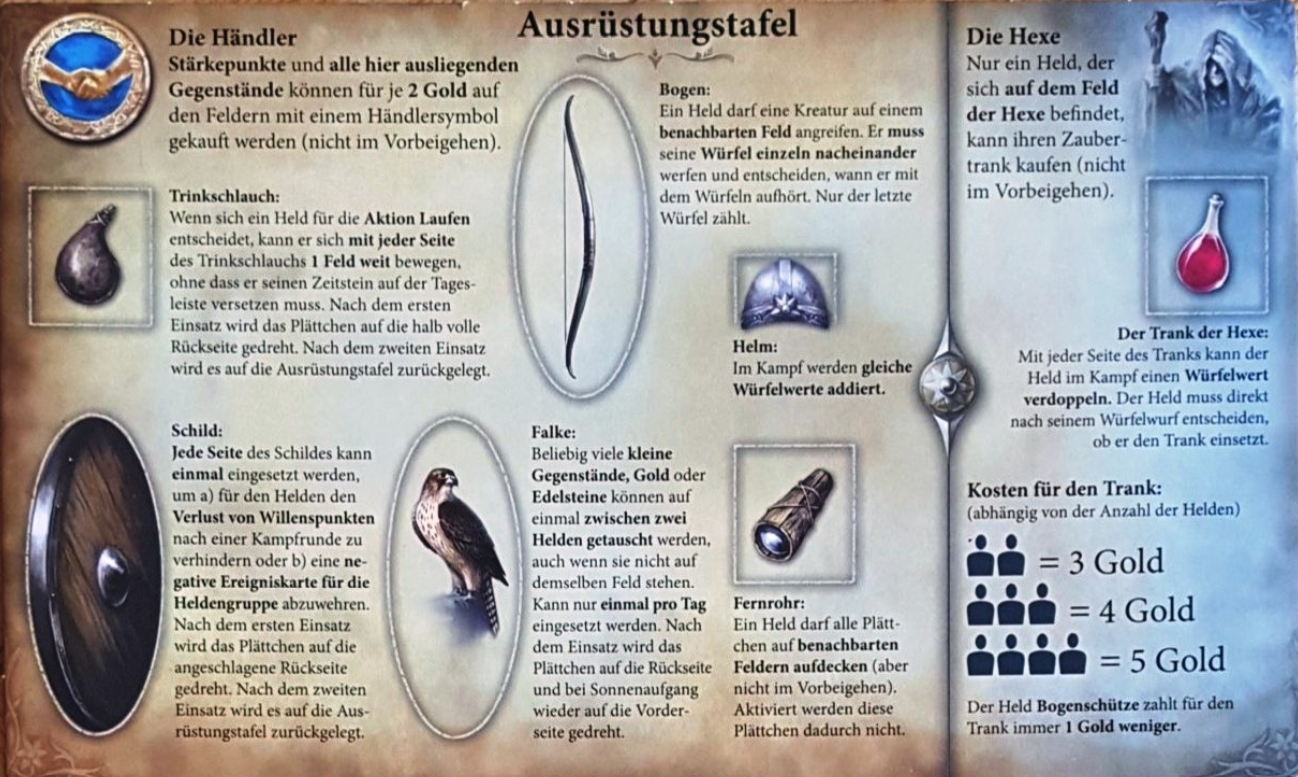 Ausrüstungstafel
Die Händler
Stärkepunkte und alle hier ausliegenden
Gegenstände können für je 2 Gold auf
den Feldern mit einem Händlersymbol
gekauft werden (nicht im Vorbeigehen).
Trinkschlauch:
Wenn sich ein Held für die Aktion Laufen
entscheidet, kann er sich mit jeder Seite
des Trinkschlauchs 1 Feld weit bewegen,
ohne dass er seinen Zeitstein auf der Tages-
leiste versetzen muss. Nach dem ersten
Einsatz wird das Plättchen auf die halb volle
Rückseite gedreht. Nach dem zweiten Einsatz
wird es auf die Ausrüstungstafel zurückgelegt.
Bogen:
Ein Held darf eine Kreatur auf einem
benachbarten Feld angreifen. Er muss
seine Würfel einzeln nacheinander
werfen und entscheiden, wann er mit
dem Würfeln aufhört. Nur der letzte
Würfel zählt.
Helm:
Im Kampf werden gleiche
Würfelwerte addiert.
Schild:
Jede Seite des Schildes kann
einmal eingesetzt werden,
um a) für den Helden den
Verlust von Willenspunkten
nach einer Kampfrunde zu
verhindern oder b) eine ne-
gative Ereigniskarte für die
Heldengruppe abzuwehren.
Nach dem ersten Einsatz
wird das Plättchen auf die
angeschlagene Rückseite
gedreht. Nach dem zweiten
Einsatz wird es auf die Aus-
rüstungstafel zurückgelegt.
Falke:
Beliebig viele kleine
Gegenstände, Gold oder
Edelsteine können auf
einmal zwischen zwei
Helden getauscht werden,
auch wenn sie nicht auf
demselben Feld stehen.
Kann nur einmal pro Tag
eingesetzt werden. Nach
dem Einsatz wird das
Plättchen auf die Rückseite
und bei Sonnenaufgang
wieder auf die Vorder-
seite gedreht.
Fernrohr:
Ein Held darf alle Plätt-
chen auf benachbarten
Feldern aufdecken (aber
nicht im Vorbeigehen).
Aktiviert werden diese
Plättchen dadurch nicht.
Die Hexe
Nur ein Held, der
sich auf dem Feld
der Hexe befindet,
kann ihren Zauber-
trank kaufen (nicht
im Vorbeigehen).
Der Trank der Hexe:
Mit jeder Seite des Tranks kann der
Held im Kampf einen Würfelwert
verdoppeln. Der Held muss direkt
nach seinem Würfelwurf entscheiden,
ob er den Trank einsetzt.
Kosten für den Trank:
(abhängig von der Anzahl der Helden)
= 3 Gold
= 4 Gold
= 5 Gold
Der Held Bogenschütze zahlt für den
Trank immer 1 Gold weniger.